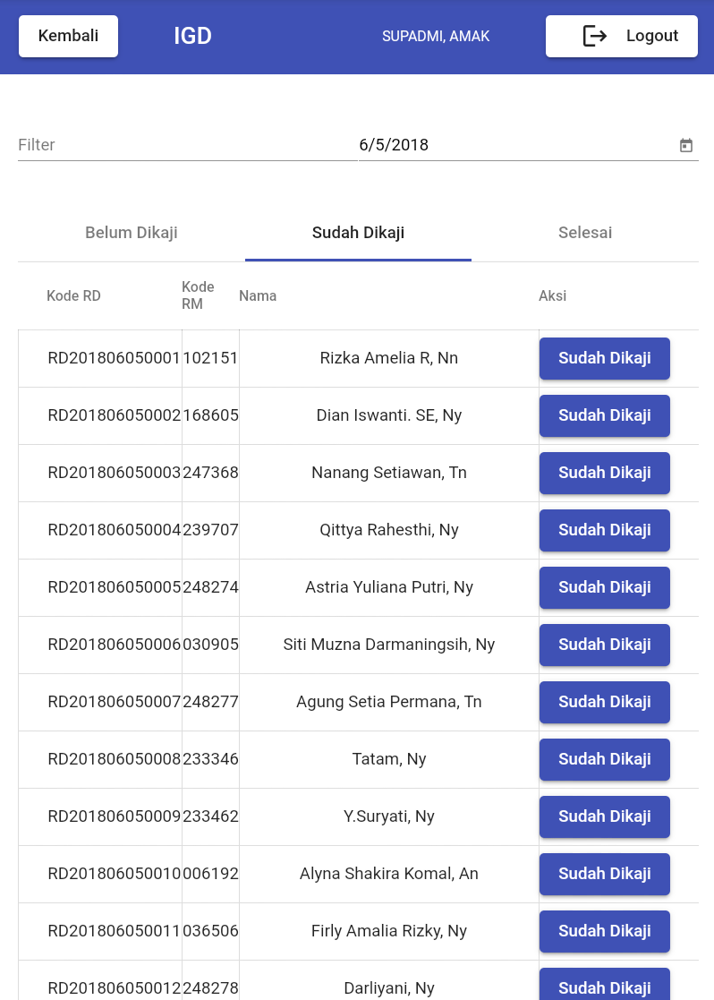 Kembali IGD SUPADMI, AMAK Logout
Filter 6/5/2018
Belum Dikaji Sudah Dikaji Selesai
Kode RD Kode RM Nama Aksi
RD201806050001 102151 Rizka Amelia R, Nn Sudah Dikaji
RD201806050002 168605 Dian Iswanti. SE, Ny Sudah Dikaji
RD201806050003 247368 Nanang Setiawan, Tn Sudah Dikaji
RD201806050004 239707 Qittya Rahesthi, Ny Sudah Dikaji
RD201806050005 248274 Astria Yuliana Putri, Ny Sudah Dikaji
RD201806050006 030905 Siti Muzna Darmaningsih, Ny Sudah Dikaji
RD201806050007 248277 Agung Setia Permana, Tn Sudah Dikaji
RD201806050008 233346 Tatam, Ny Sudah Dikaji
RD201806050009 233462 Y.Suryati, Ny Sudah Dikaji
RD201806050010 006192 Alyna Shakira Komal, An Sudah Dikaji
RD201806050011 036506 Firly Amalia Rizky, Ny Sudah Dikaji
RD201806050012 248278 Darliyani, Ny Sudah Dikaji